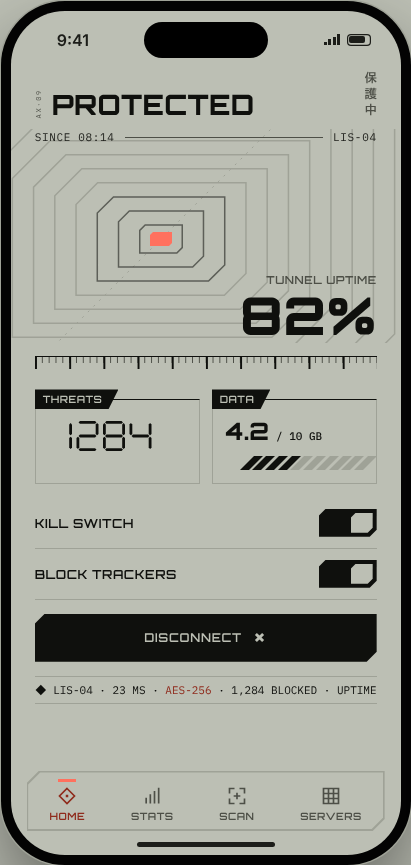 9:41
AX-09
PROTECTED
保護中
SINCE 08:14
LIS-04
TUNNEL UPTIME
82%
THREATS
1284
DATA
4.2 / 10 GB
KILL SWITCH
BLOCK TRACKERS
DISCONNECT ✖
◆ LIS-04 · 23 MS · AES-256 · 1,284 BLOCKED · UPTIME
HOME
STATS
SCAN
SERVERS